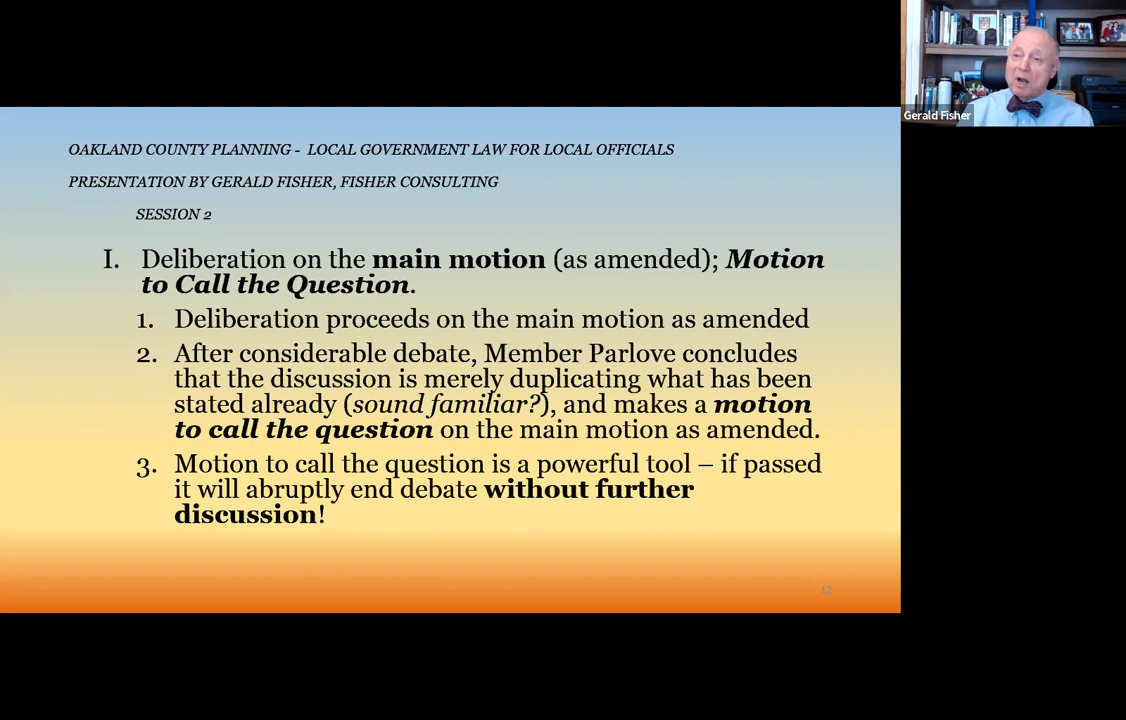 Gerald Fisher
OAKLAND COUNTY PLANNING - LOCAL GOVERNMENT LAW FOR LOCAL OFFICIALS
PRESENTATION BY GERALD FISHER, FISHER CONSULTING
SESSION 2
I. Deliberation on the main motion (as amended); Motion
to Call the Question.
1. Deliberation proceeds on the main motion as amended
2. After considerable debate, Member Parlove concludes
that the discussion is merely duplicating what has been
stated already (sound familiar?), and makes a motion
to call the question on the main motion as amended.
3. Motion to call the question is a powerful tool – if passed
it will abruptly end debate without further
discussion!
12